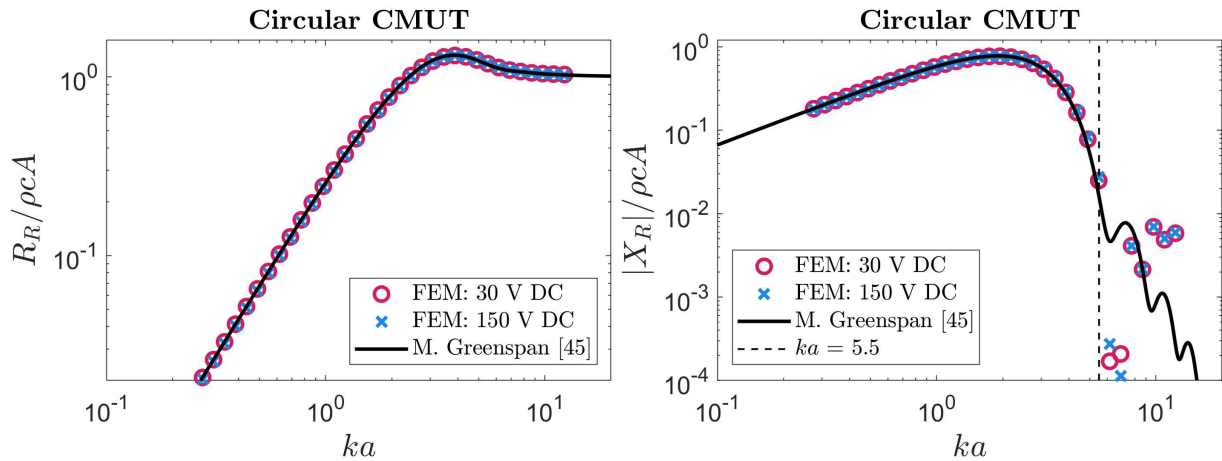 Circular CMUT
R_R/ρcA
10^0
10^-1
FEM: 30 V DC
FEM: 150 V DC
M. Greenspan [45]
10^-1
10^0
10^1
ka
Circular CMUT
|X_R|/ρcA
10^0
10^-1
10^-2
10^-3
10^-4
FEM: 30 V DC
FEM: 150 V DC
M. Greenspan [45]
ka = 5.5
10^-1
10^0
10^1
ka